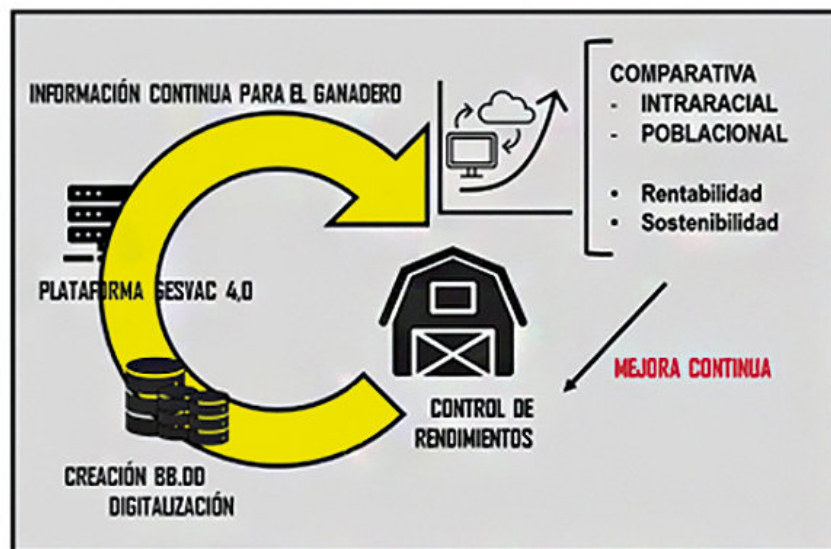 INFORMACIÓN CONTINUA PARA EL GANADERO
COMPARATIVA
- INTRARACIAL
- POBLACIONAL
• Rentabilidad
• Sostenibilidad
PLATAFORMA GESVAC 4,0
MEJORA CONTINUA
CONTROL DE
RENDIMIENTOS
CREACIÓN BB.DD
DIGITALIZACIÓN